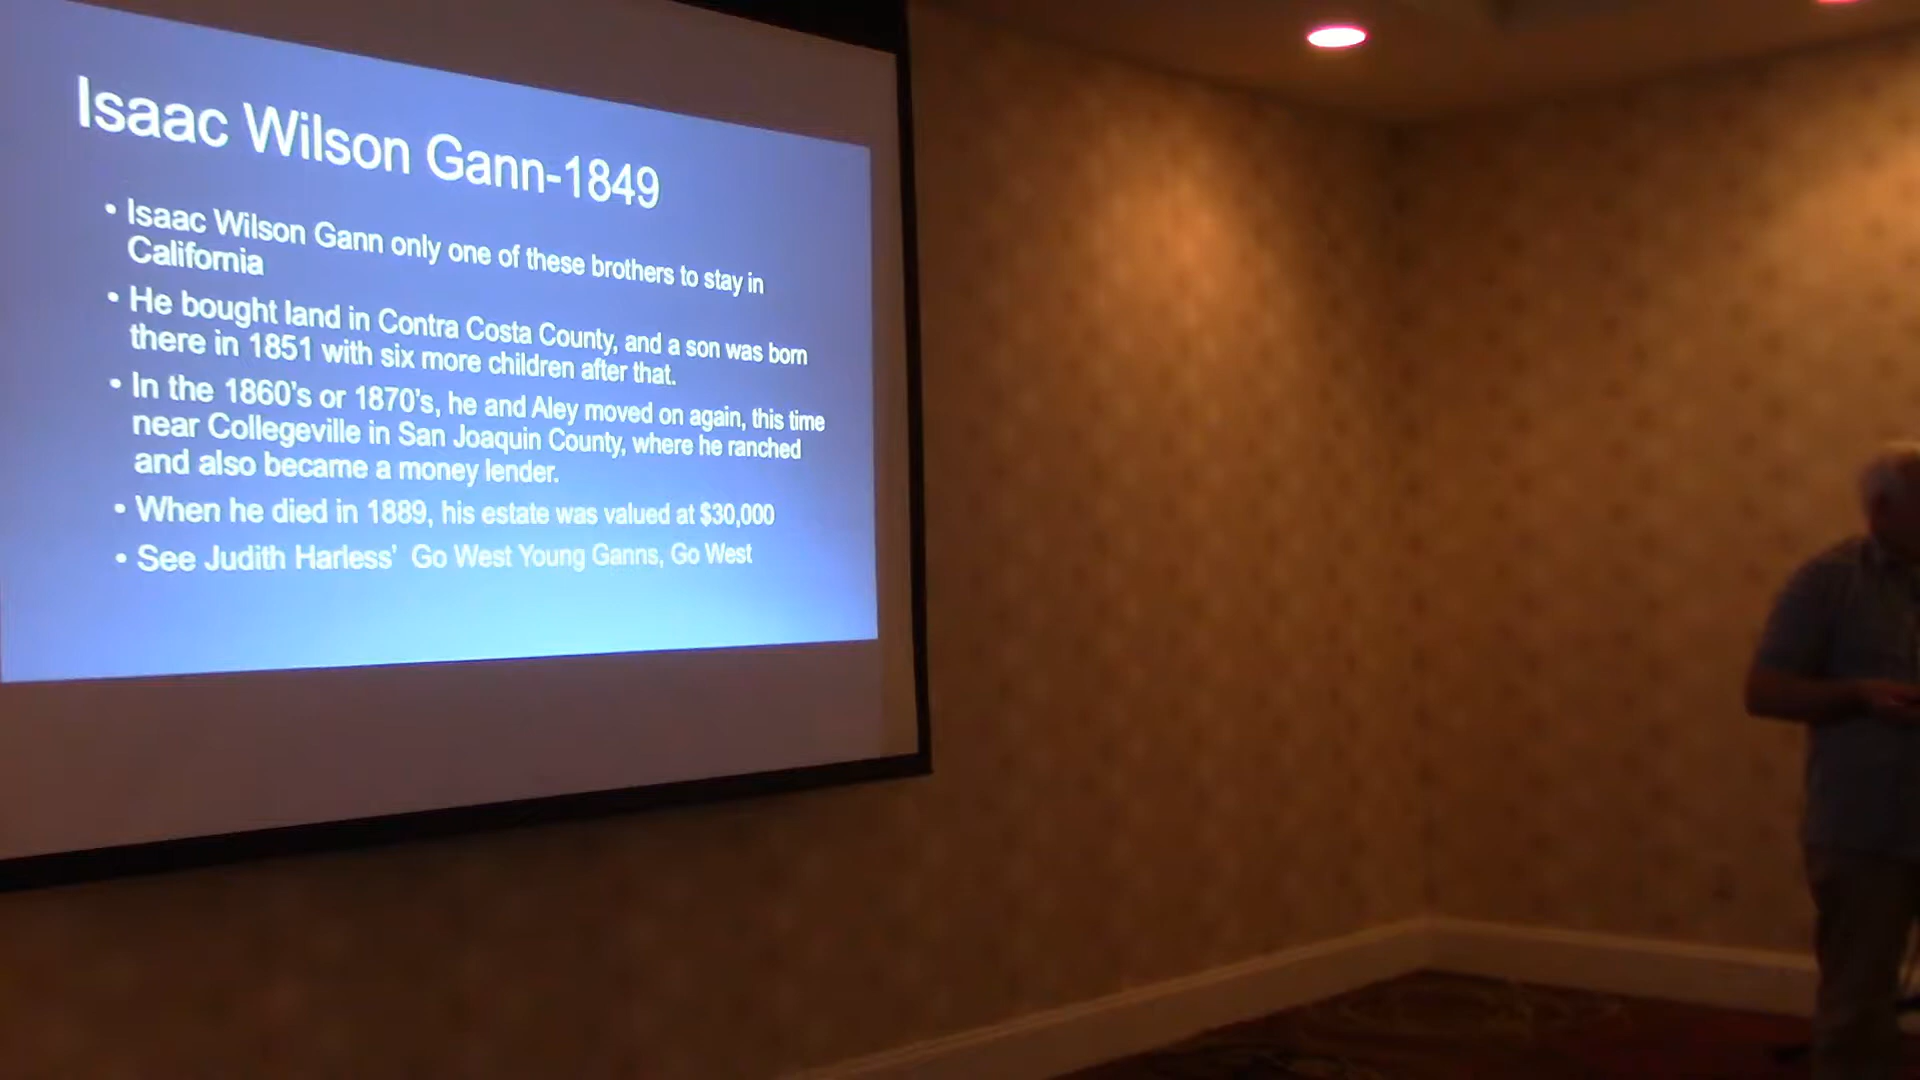 Isaac Wilson Gann-1849
• Isaac Wilson Gann only one of these brothers to stay in
California
• He bought land in Contra Costa County, and a son was born
there in 1851 with six more children after that.
• In the 1860's or 1870's, he and Aley moved on again, this time
near Collegeville in San Joaquin County, where he ranched
and also became a money lender.
• When he died in 1889, his estate was valued at $30,000
• See Judith Harless' Go West Young Ganns, Go West